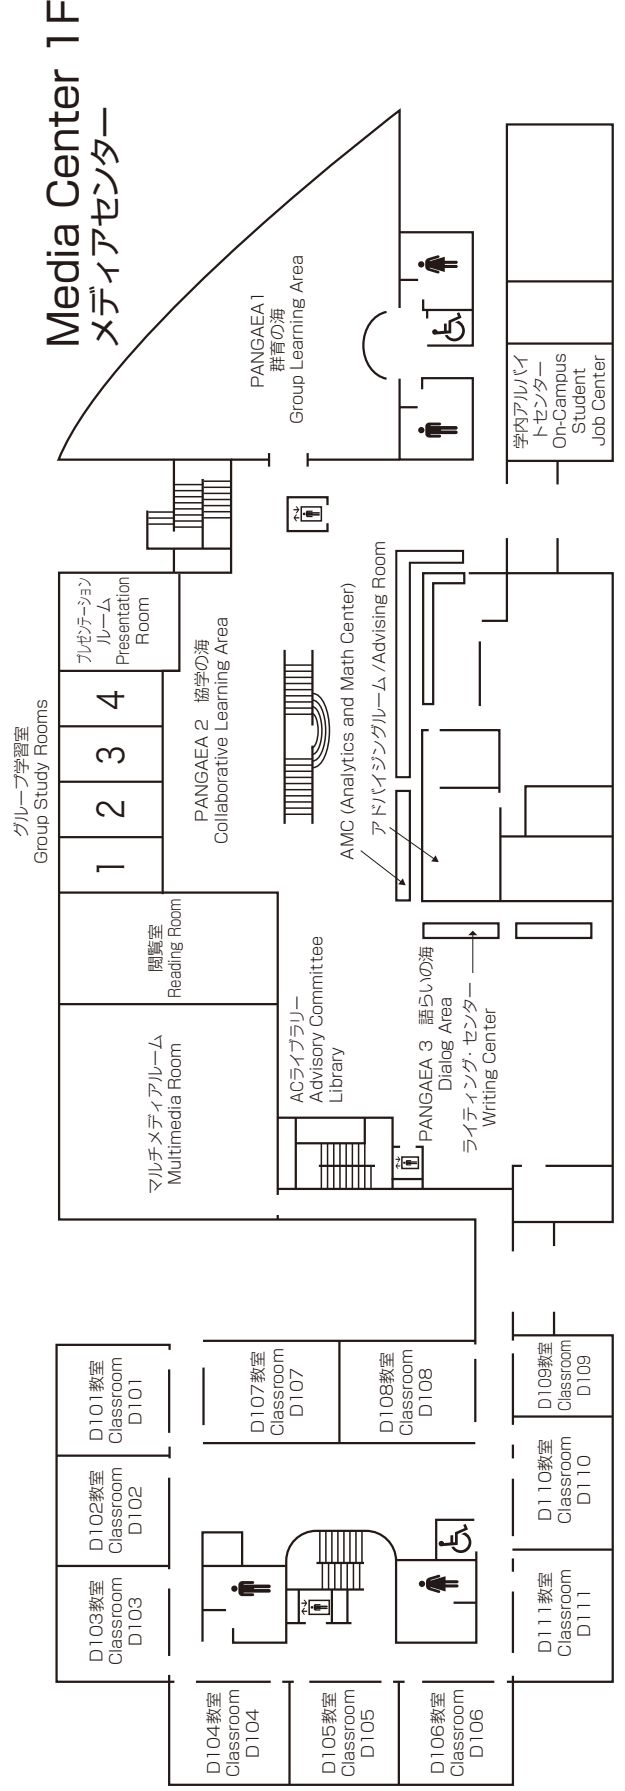 Media Center 1F
メディアセンター
グループ学習室
Group Study Rooms
1
2
3
4
プレゼンテーション
ルーム
Presentation
Room
PANGAEA1
群育の海
Group Learning Area
学内アルバイ
トセンター
On-Campus
Student
Job Center
PANGAEA 2 協学の海
Collaborative Learning Area
AMC (Analytics and Math Center)
アドバイジングルーム/Advising Room
閲覧室
Reading Room
マルチメディアルーム
Multimedia Room
ACライブラリー
Advisory Committee
Library
PANGAEA 3 語らいの海
Dialog Area
ライティング・センター
Writing Center
D101教室
Classroom
D101
D102教室
Classroom
D102
D103教室
Classroom
D103
D104教室
Classroom
D104
D105教室
Classroom
D105
D106教室
Classroom
D106
D107教室
Classroom
D107
D108教室
Classroom
D108
D109教室
Classroom
D109
D110教室
Classroom
D110
D111教室
Classroom
D111